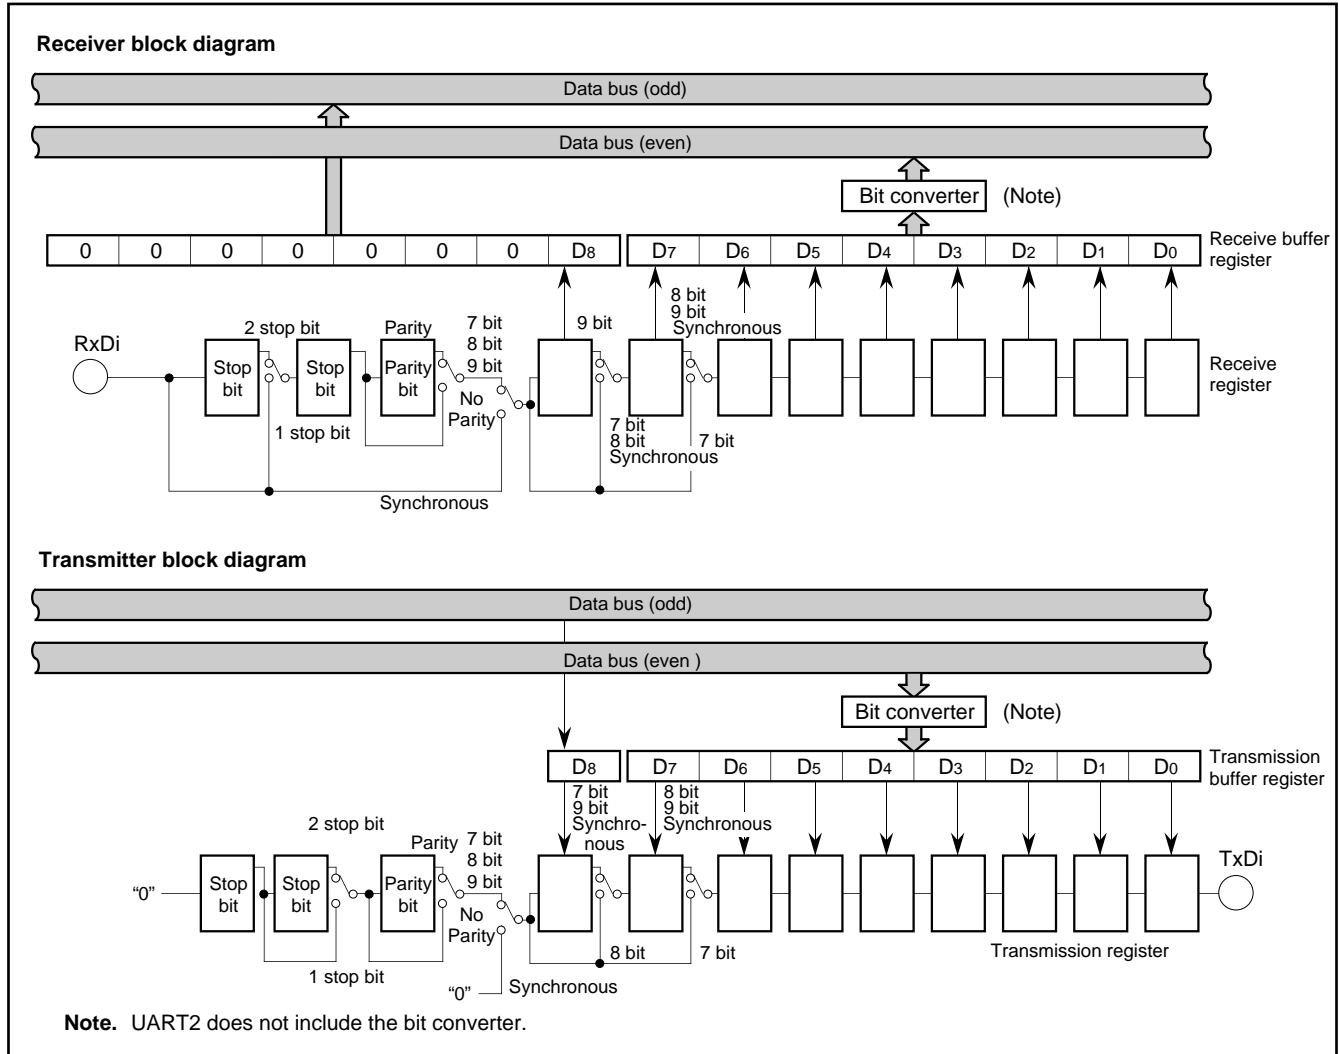 Receiver block diagram
Data bus (odd)
Data bus (even)
Bit converter (Note)
0 0 0 0 0 0 0 D8 D7 D6 D5 D4 D3 D2 D1 D0
Receive buffer
register
RxDi
2 stop bit
Parity
7 bit
8 bit
9 bit
9 bit
8 bit
9 bit
Synchronous
Stop
bit
Stop
bit
Parity
bit
No
Parity
1 stop bit
7 bit
8 bit
Synchronous
7 bit
Synchronous
Receive
register
Transmitter block diagram
Data bus (odd)
Data bus (even )
Bit converter (Note)
D8 D7 D6 D5 D4 D3 D2 D1 D0
Transmission
buffer register
7 bit
9 bit
Synchro-
nous
8 bit
9 bit
Synchronous
2 stop bit
Parity
7 bit
8 bit
9 bit
TxDi
“0”
Stop
bit
Stop
bit
Parity
bit
No
Parity
1 stop bit
8 bit
7 bit
Transmission register
“0”
Synchronous
Note. UART2 does not include the bit converter.